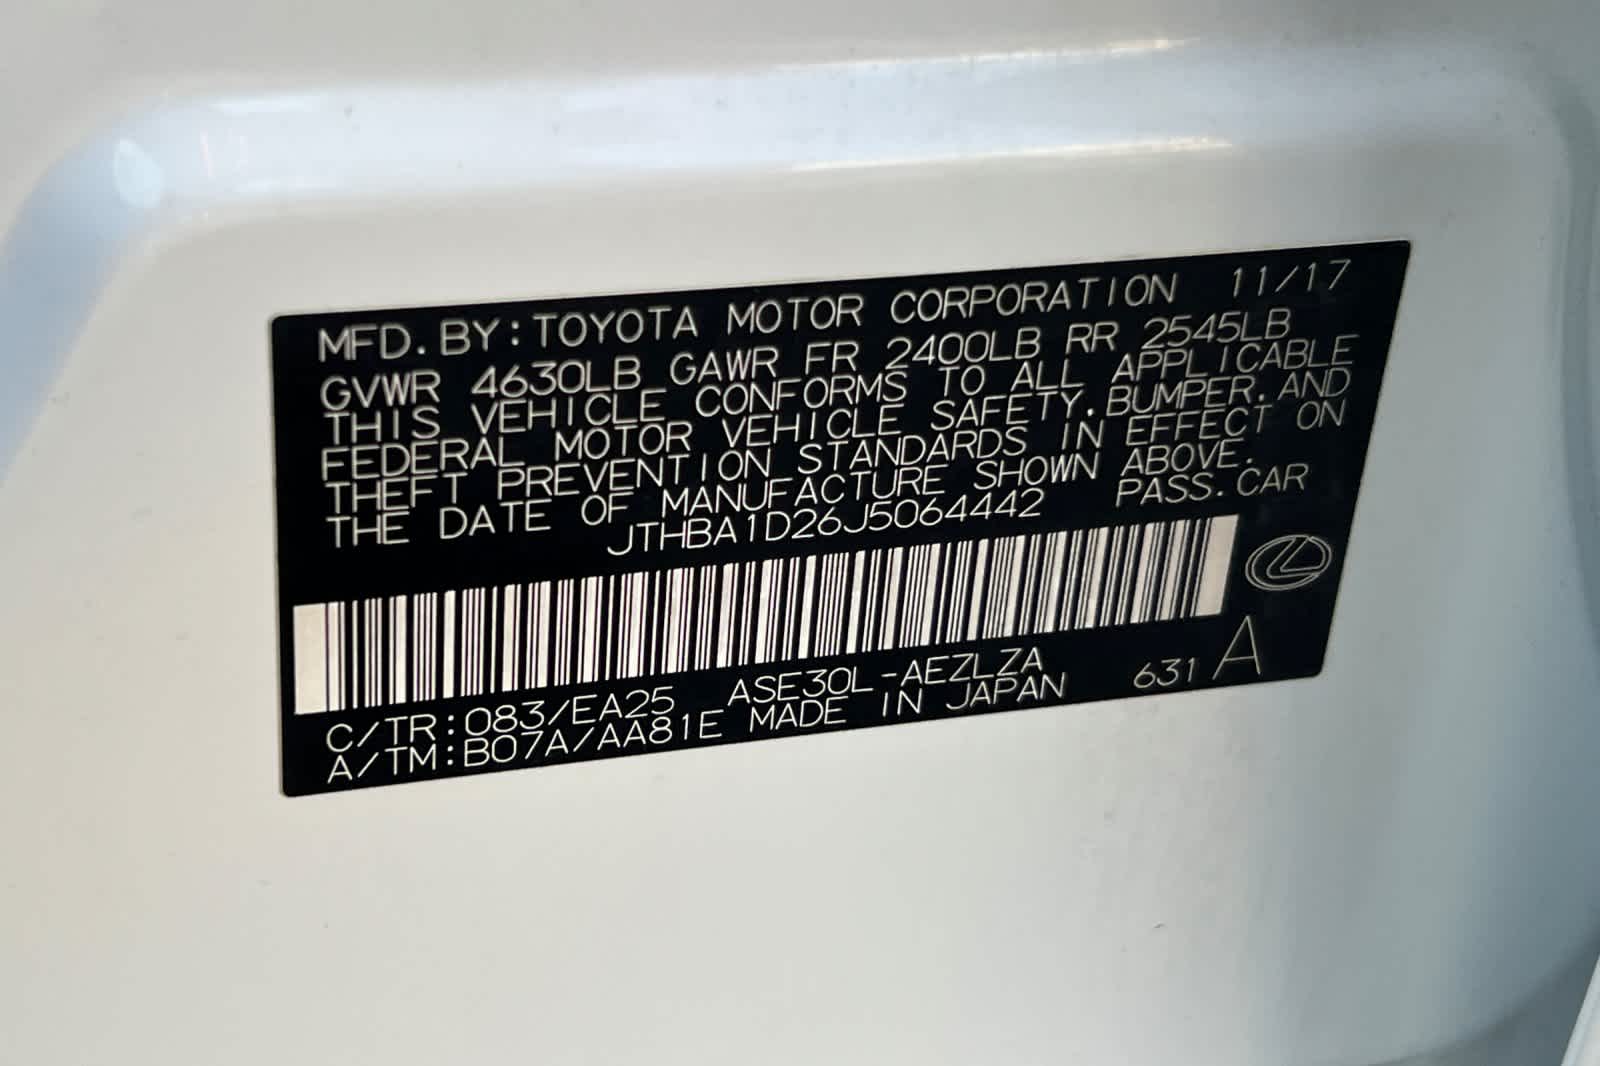 MFD. BY: TOYOTA MOTOR CORPORATION 11/17
GVWR 4630LB GAWR FR 2400LB RR 2545LB
THIS VEHICLE CONFORMS TO ALL APPLICABLE
FEDERAL MOTOR VEHICLE SAFETY, BUMPER, AND
THEFT PREVENTION STANDARDS IN EFFECT ON
THE DATE OF MANUFACTURE SHOWN ABOVE.
JTHBA1D26J5064442 PASS. CAR
C/TR: 083/EA25 ASE30L-AEZLZA 631 A
A/TM: B07A/AA81E MADE IN JAPAN